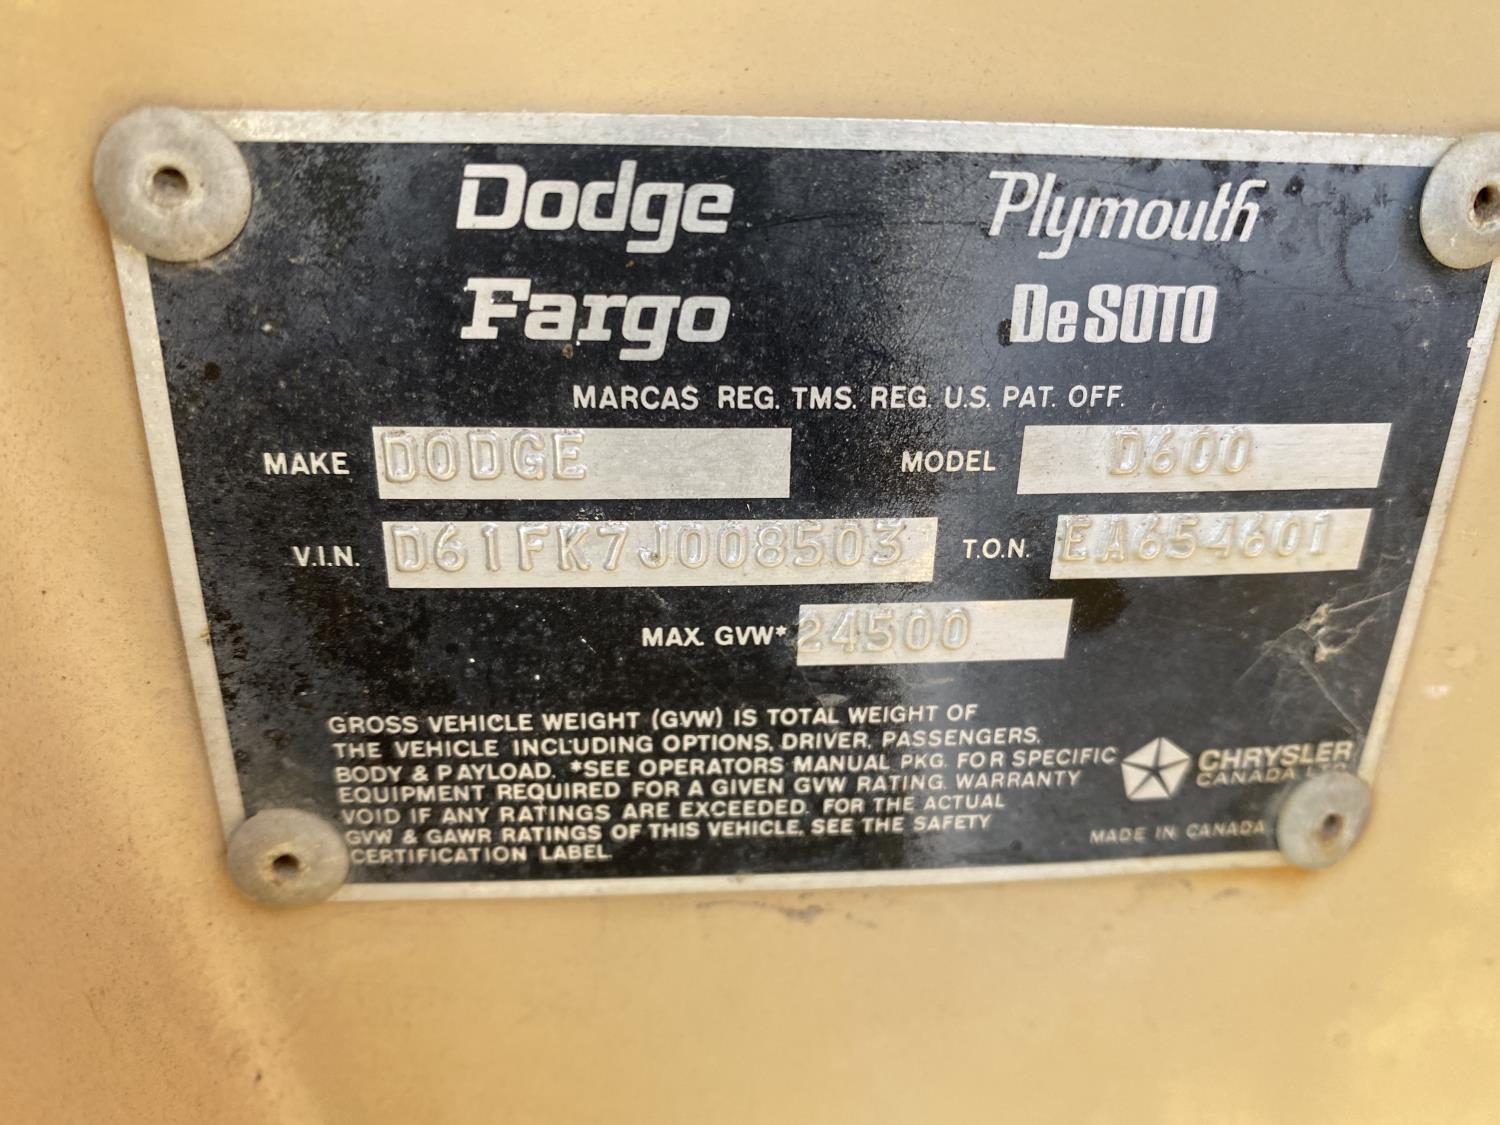 Dodge Plymouth
Fargo DeSOTO
MARCAS REG. TMS. REG. U.S. PAT. OFF.
MAKE DODGE MODEL D600
V.I.N. D61FK7J008503 T.O.N. EA654601
MAX. GVW* 24500
GROSS VEHICLE WEIGHT (GVW) IS TOTAL WEIGHT OF
THE VEHICLE INCLUDING OPTIONS, DRIVER, PASSENGERS,
BODY & PAYLOAD. *SEE OPERATORS MANUAL PKG. FOR SPECIFIC
EQUIPMENT REQUIRED FOR A GIVEN GVW RATING. WARRANTY
VOID IF ANY RATINGS ARE EXCEEDED. FOR THE ACTUAL
GVW & GAWR RATINGS OF THIS VEHICLE, SEE THE SAFETY
CERTIFICATION LABEL.
CHRYSLER
CANADA LTD.
MADE IN CANADA